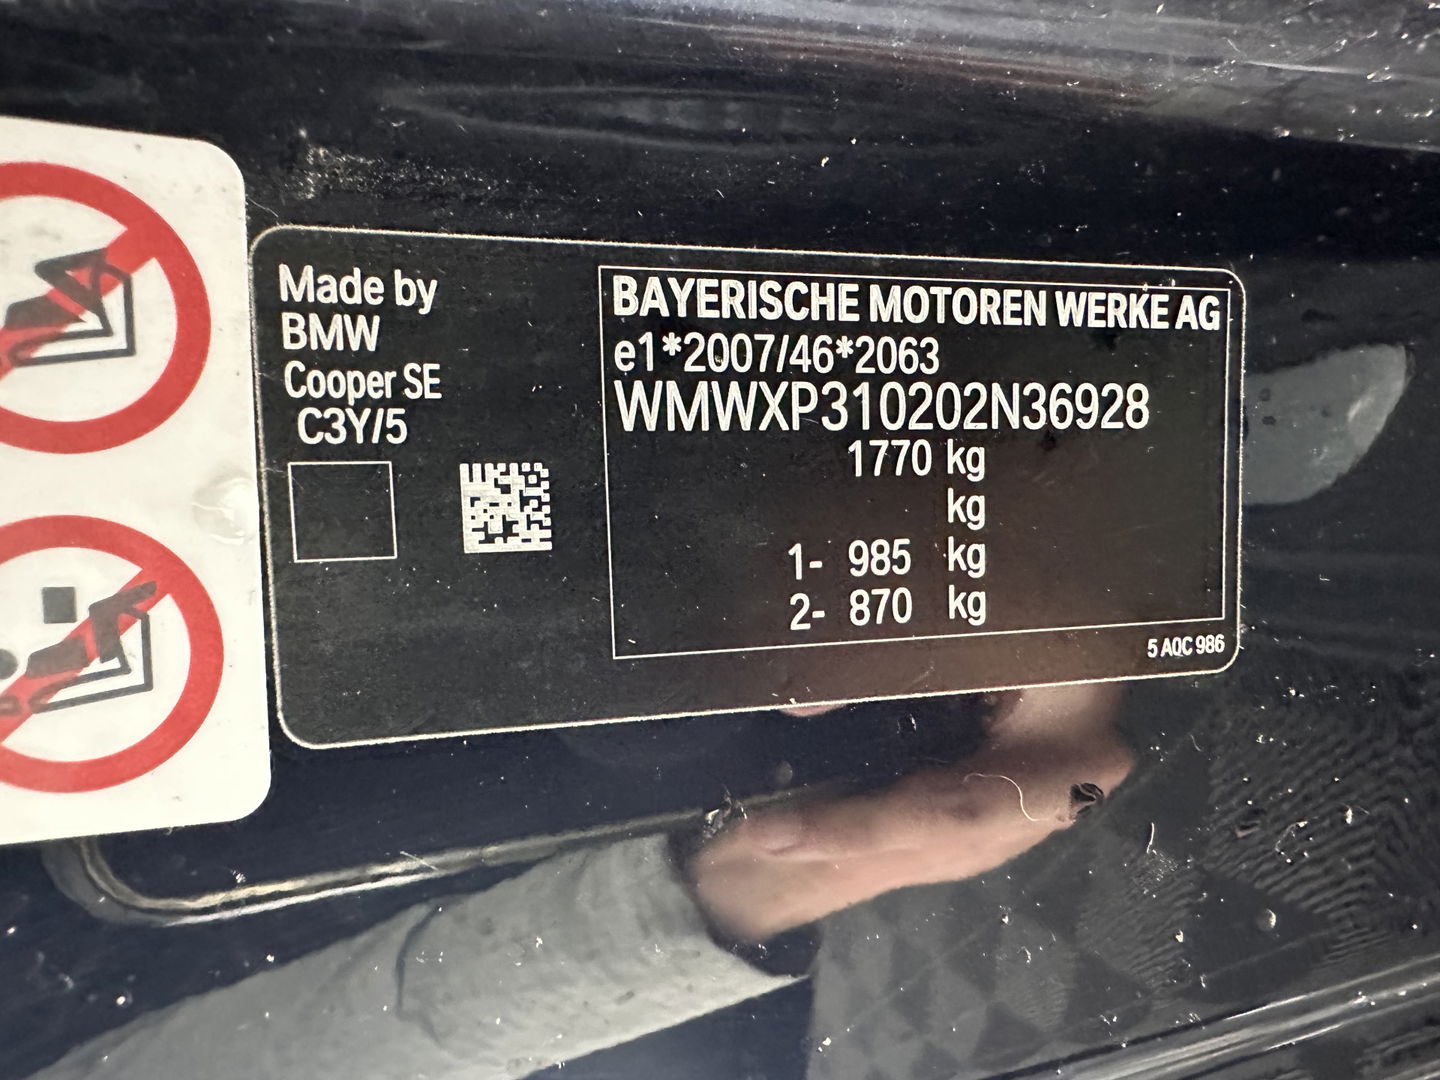 Made by
BMW
Cooper SE
C3Y/5
BAYERISCHE MOTOREN WERKE AG
e1*2007/46*2063
WMWXP310202N36928
1770 kg
kg
1- 985 kg
2- 870 kg
5 AQC 986